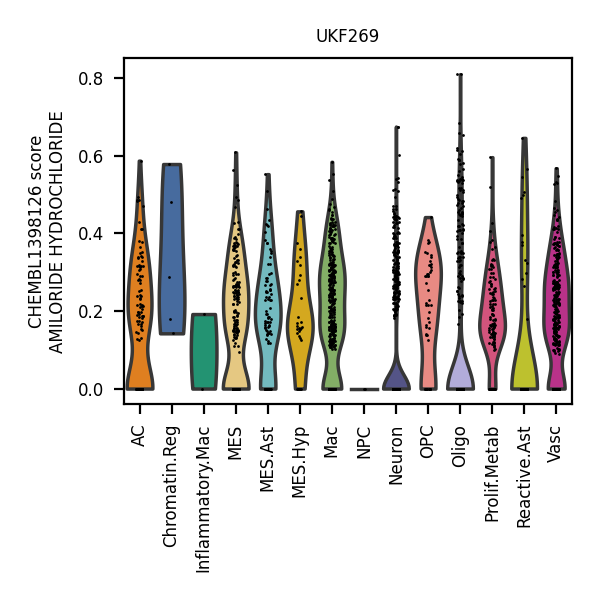 UKF269
CHEMBL1398126 score
AMILORIDE HYDROCHLORIDE
0.8
0.6
0.4
0.2
0.0
AC
Chromatin.Reg
Inflammatory.Mac
MES
MES.Ast
MES.Hyp
Mac
NPC
Neuron
OPC
Oligo
Prolif.Metab
Reactive.Ast
Vasc